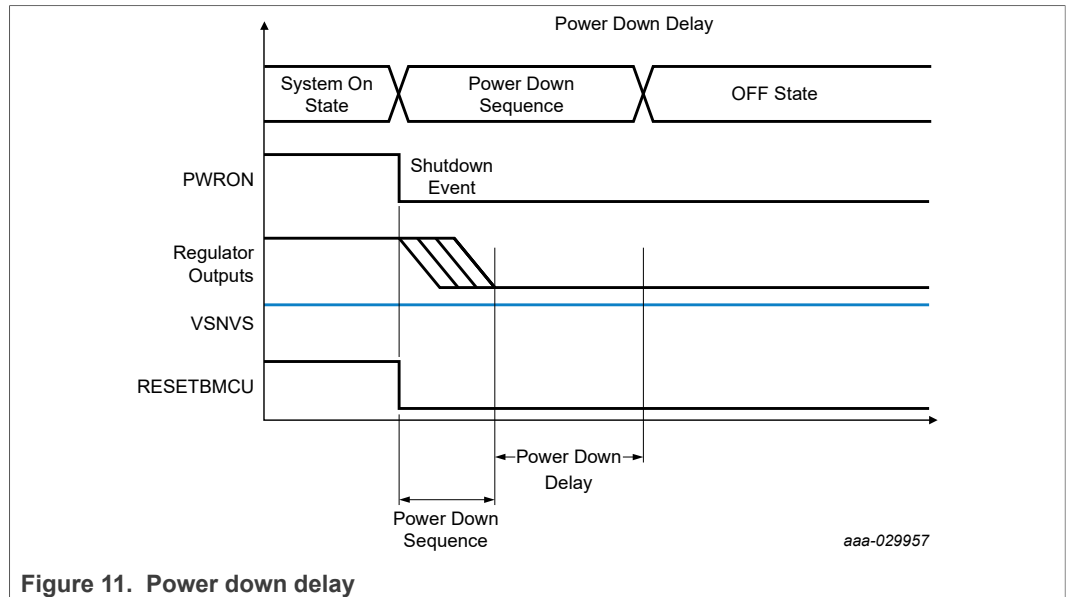 Power Down Delay
System On
State
Power Down
Sequence
OFF State
PWRON
Shutdown
Event
Regulator
Outputs
VSNVS
RESETBMCU
Power Down
Delay
Power Down
Sequence
aaa-029957
Figure 11. Power down delay